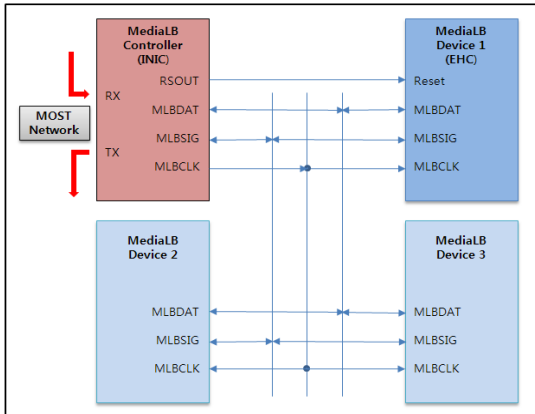 MediaLB
Controller
(INIC)
RSOUT
RX
MLBDAT
MLBSIG
TX
MLBCLK
MOST
Network
MediaLB
Device 1
(EHC)
Reset
MLBDAT
MLBSIG
MLBCLK
MediaLB
Device 2
MLBDAT
MLBSIG
MLBCLK
MediaLB
Device 3
MLBDAT
MLBSIG
MLBCLK